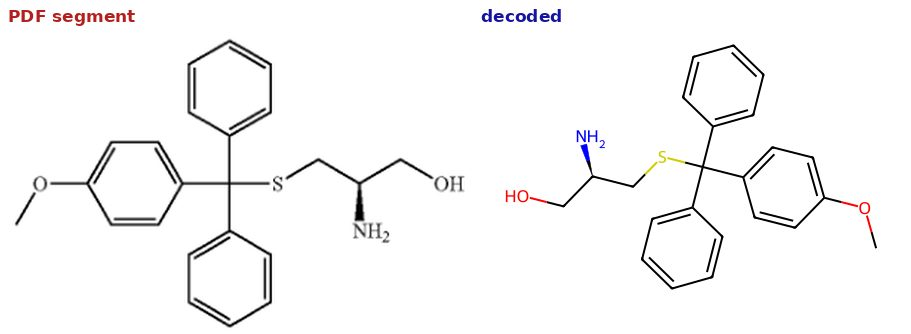 PDF segment
decoded
O
S
OH
NH₂
NH₂
S
HO
O